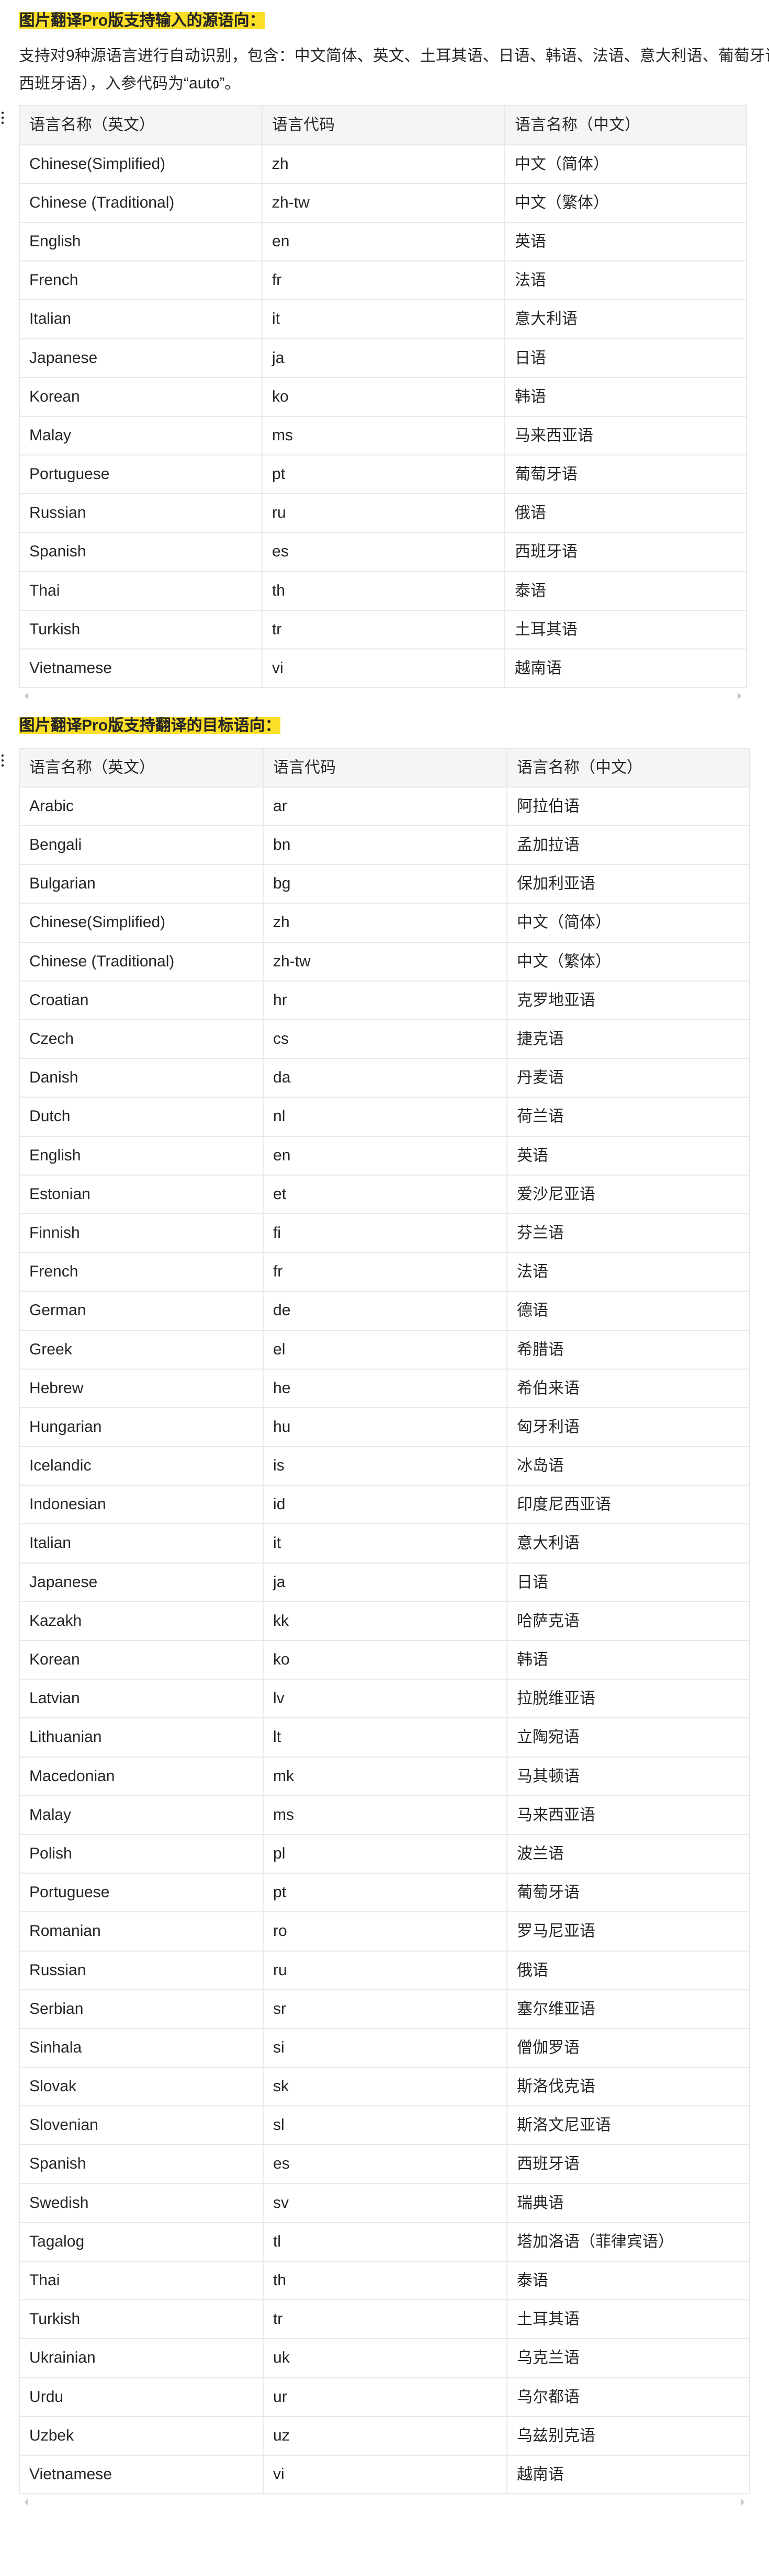 图片翻译Pro版支持输入的源语向：
支持对9种源语言进行自动识别，包含：中文简体、英文、土耳其语、日语、韩语、法语、意大利语、葡萄牙
西班牙语），入参代码为“auto”。
语言名称（英文） 语言代码 语言名称（中文）
Chinese(Simplified) zh 中文（简体）
Chinese (Traditional) zh-tw 中文（繁体）
English en 英语
French fr 法语
Italian it 意大利语
Japanese ja 日语
Korean ko 韩语
Malay ms 马来西亚语
Portuguese pt 葡萄牙语
Russian ru 俄语
Spanish es 西班牙语
Thai th 泰语
Turkish tr 土耳其语
Vietnamese vi 越南语
图片翻译Pro版支持翻译的目标语向：
语言名称（英文） 语言代码 语言名称（中文）
Arabic ar 阿拉伯语
Bengali bn 孟加拉语
Bulgarian bg 保加利亚语
Chinese(Simplified) zh 中文（简体）
Chinese (Traditional) zh-tw 中文（繁体）
Croatian hr 克罗地亚语
Czech cs 捷克语
Danish da 丹麦语
Dutch nl 荷兰语
English en 英语
Estonian et 爱沙尼亚语
Finnish fi 芬兰语
French fr 法语
German de 德语
Greek el 希腊语
Hebrew he 希伯来语
Hungarian hu 匈牙利语
Icelandic is 冰岛语
Indonesian id 印度尼西亚语
Italian it 意大利语
Japanese ja 日语
Kazakh kk 哈萨克语
Korean ko 韩语
Latvian lv 拉脱维亚语
Lithuanian lt 立陶宛语
Macedonian mk 马其顿语
Malay ms 马来西亚语
Polish pl 波兰语
Portuguese pt 葡萄牙语
Romanian ro 罗马尼亚语
Russian ru 俄语
Serbian sr 塞尔维亚语
Sinhala si 僧伽罗语
Slovak sk 斯洛伐克语
Slovenian sl 斯洛文尼亚语
Spanish es 西班牙语
Swedish sv 瑞典语
Tagalog tl 塔加洛语（菲律宾语）
Thai th 泰语
Turkish tr 土耳其语
Ukrainian uk 乌克兰语
Urdu ur 乌尔都语
Uzbek uz 乌兹别克语
Vietnamese vi 越南语